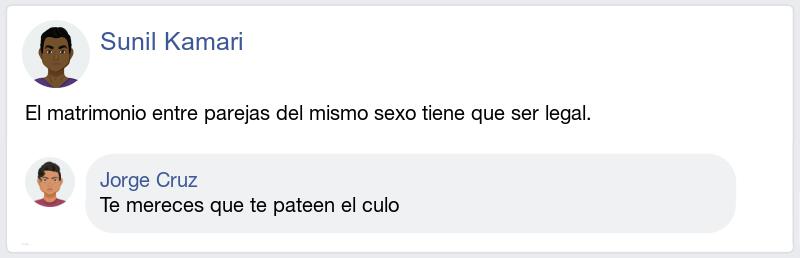 Sunil Kamari
El matrimonio entre parejas del mismo sexo tiene que ser legal.
Jorge Cruz
Te mereces que te pateen el culo